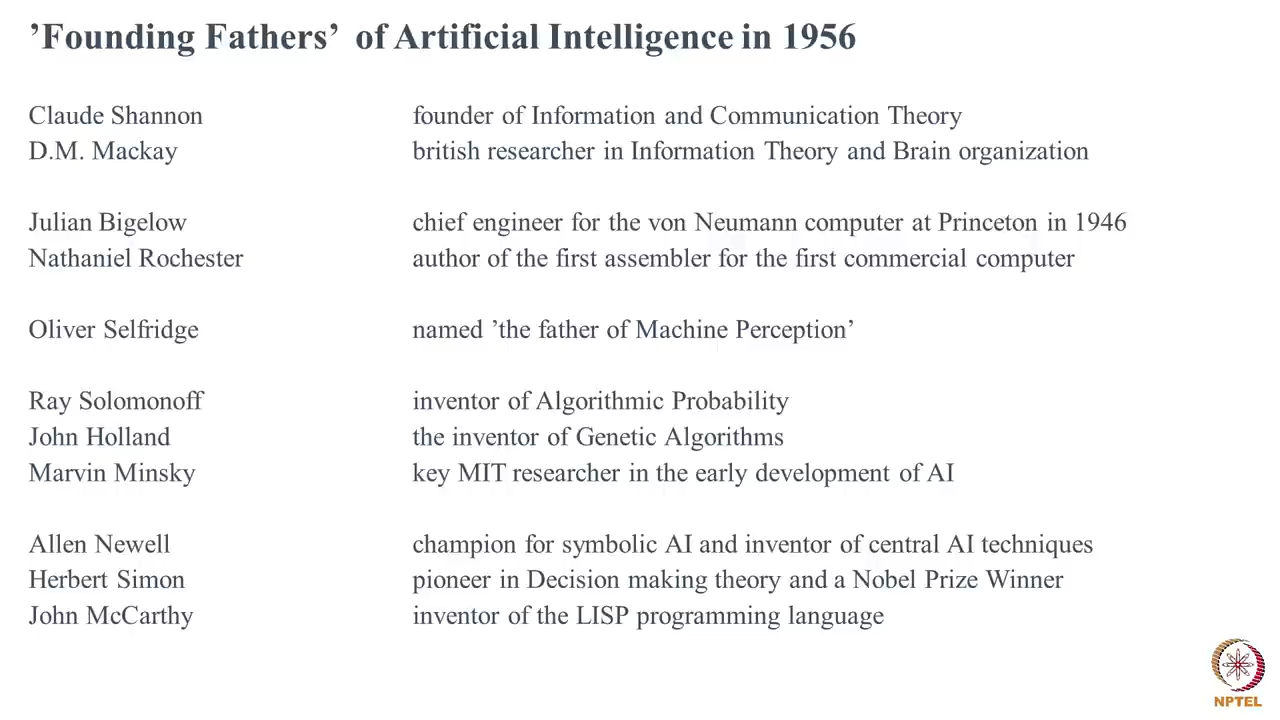 ’Founding Fathers’ of Artificial Intelligence in 1956
Claude Shannon founder of Information and Communication Theory
D.M. Mackay british researcher in Information Theory and Brain organization
Julian Bigelow chief engineer for the von Neumann computer at Princeton in 1946
Nathaniel Rochester author of the first assembler for the first commercial computer
Oliver Selfridge named ’the father of Machine Perception’
Ray Solomonoff inventor of Algorithmic Probability
John Holland the inventor of Genetic Algorithms
Marvin Minsky key MIT researcher in the early development of AI
Allen Newell champion for symbolic AI and inventor of central AI techniques
Herbert Simon pioneer in Decision making theory and a Nobel Prize Winner
John McCarthy inventor of the LISP programming language
NPTEL